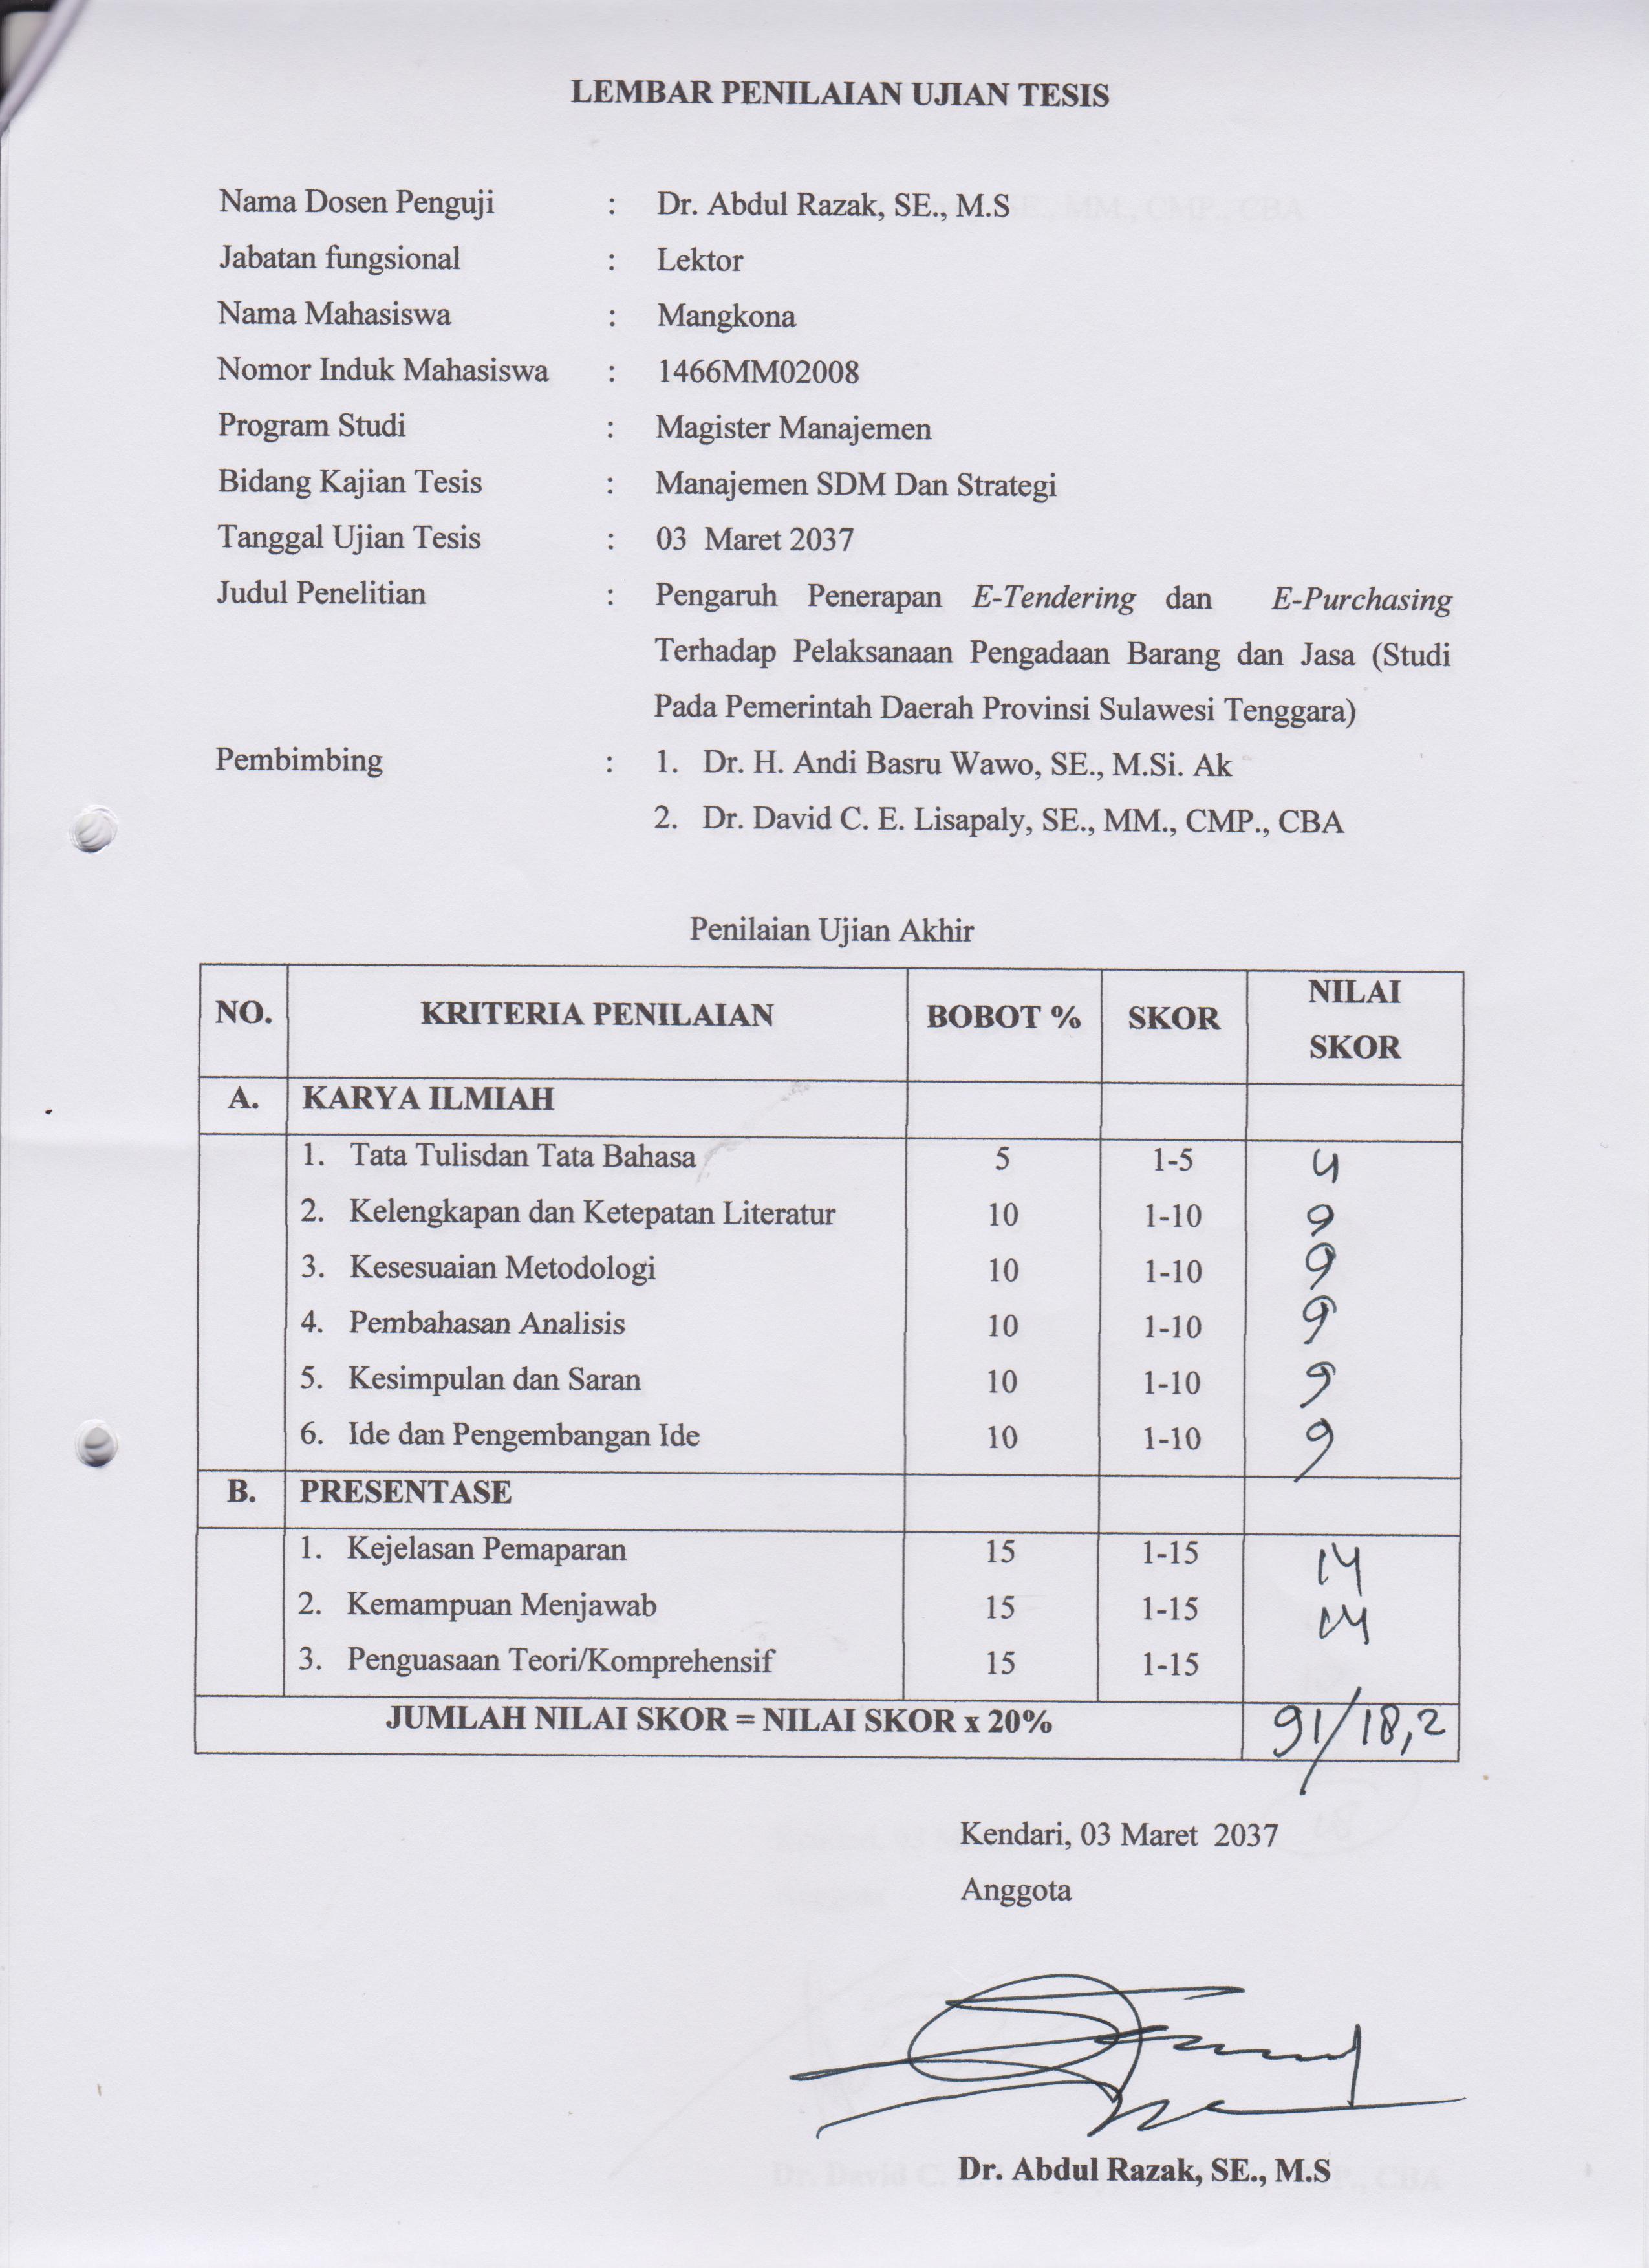 LEMBAR PENILAIAN UJIAN TESIS
Nama Dosen Penguji : Dr. Abdul Razak, SE., M.S
Jabatan fungsional : Lektor
Nama Mahasiswa : Mangkona
Nomor Induk Mahasiswa : 1466MM02008
Program Studi : Magister Manajemen
Bidang Kajian Tesis : Manajemen SDM Dan Strategi
Tanggal Ujian Tesis : 03 Maret 2037
Judul Penelitian : Pengaruh Penerapan E-Tendering dan E-Purchasing
Terhadap Pelaksanaan Pengadaan Barang dan Jasa (Studi
Pada Pemerintah Daerah Provinsi Sulawesi Tenggara)
Pembimbing : 1. Dr. H. Andi Basru Wawo, SE., M.Si. Ak
2. Dr. David C. E. Lisapaly, SE., MM., CMP., CBA
Penilaian Ujian Akhir
NO. KRITERIA PENILAIAN BOBOT % SKOR NILAI SKOR
A. KARYA ILMIAH
1. Tata Tulisdan Tata Bahasa 5 1-5 4
2. Kelengkapan dan Ketepatan Literatur 10 1-10 9
3. Kesesuaian Metodologi 10 1-10 9
4. Pembahasan Analisis 10 1-10 9
5. Kesimpulan dan Saran 10 1-10 9
6. Ide dan Pengembangan Ide 10 1-10 9
B. PRESENTASE
1. Kejelasan Pemaparan 15 1-15 14
2. Kemampuan Menjawab 15 1-15 14
3. Penguasaan Teori/Komprehensif 15 1-15
JUMLAH NILAI SKOR = NILAI SKOR x 20% 91/18,2
Kendari, 03 Maret 2037
Anggota
Dr. Abdul Razak, SE., M.S